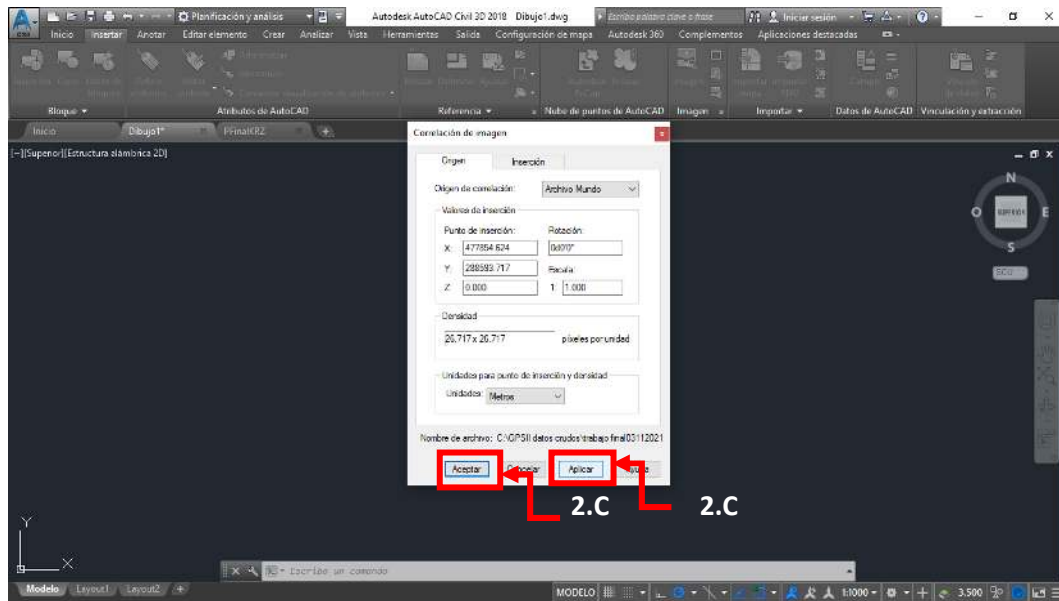 Planificación y análisis
Autodesk AutoCAD Civil 3D 2018 Dibujo1.dwg
Escriba palabra clave o frase
Iniciar sesión
Inicio Insertar Anotar Editar elemento Crear Analizar Vista Herramientas Salida Configuración de mapa Autodesk 360 Complementos Aplicaciones destacadas
Bloque Atributos de AutoCAD Referencia Nube de puntos de AutoCAD Imagen Importar Datos de AutoCAD Vinculación y extracción
Inicio Dibujo1* PFinalKRZ
[-][Superior][Estructura alámbrica 2D]
N
O SUPERIOR E
S
Correlación de imagen
Origen Inserción
Origen de correlación: Archivo Mundo
Valores de inserción
Punto de inserción: Rotación:
X: 477854.624 0d0'0"
Y: 288593.717 Escala:
Z: 0.000 1: 1.000
Densidad
26.717 x 26.717 píxeles por unidad
Unidades para punto de inserción y densidad
Unidades: Metros
Nombre de archivo: C:\GPSII datos crudos\trabajo final03112021
Aceptar Cancelar Aplicar
2.C 2.C
Y
X
Escribe un comando
Modelo Layout1 Layout2 +
MODELO 1:1000 3.500